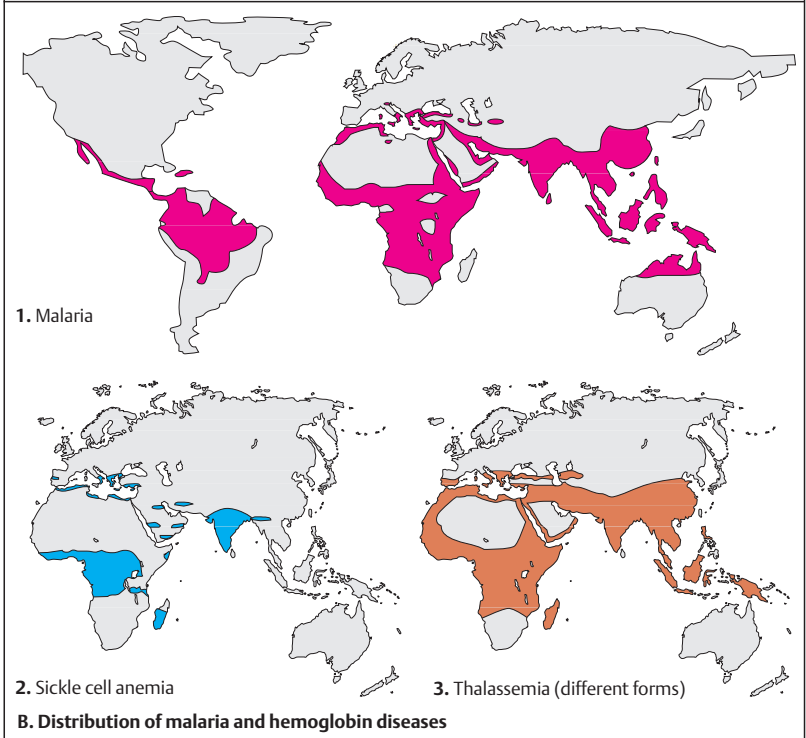 1. Malaria
2. Sickle cell anemia
3. Thalassemia (different forms)
B. Distribution of malaria and hemoglobin diseases